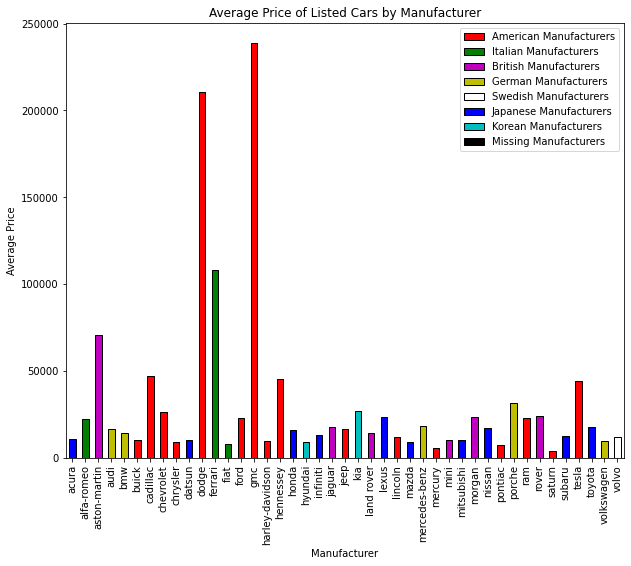 Average Price of Listed Cars by Manufacturer
250000
200000
150000
100000
50000
0
Average Price
American Manufacturers
Italian Manufacturers
British Manufacturers
German Manufacturers
Swedish Manufacturers
Japanese Manufacturers
Korean Manufacturers
Missing Manufacturers
acura
alfa-romeo
aston-martin
audi
bmw
buick
cadillac
chevrolet
chrysler
datsun
dodge
ferrari
fiat
ford
gmc
harley-davidson
hennessey
honda
hyundai
infiniti
jaguar
jeep
kia
land rover
lexus
lincoln
mazda
mercedes-benz
mercury
mini
mitsubishi
morgan
nissan
pontiac
porche
ram
rover
saturn
subaru
tesla
toyota
volkswagen
volvo
Manufacturer